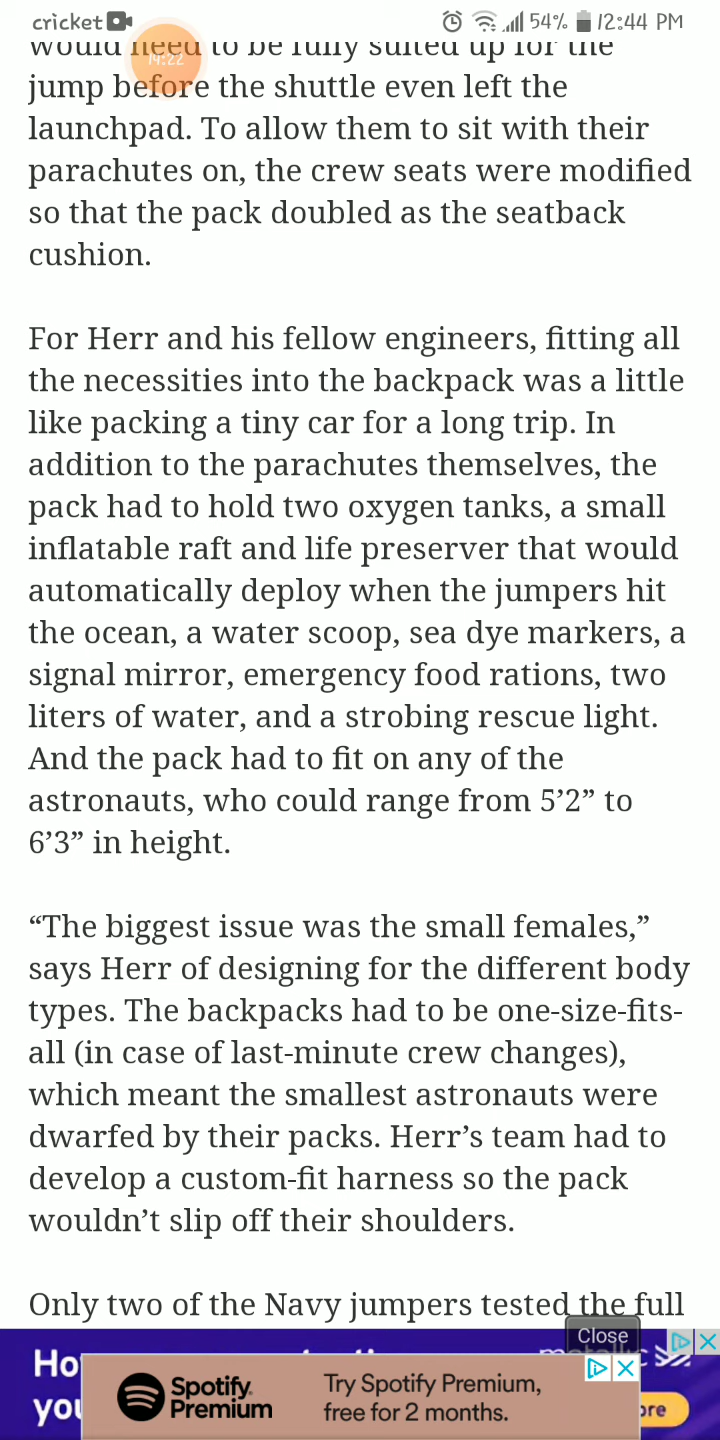 cricket 54% 12:44 PM
would need to be fully suited up for the
14:22
jump before the shuttle even left the
launchpad. To allow them to sit with their
parachutes on, the crew seats were modified
so that the pack doubled as the seatback
cushion.
For Herr and his fellow engineers, fitting all
the necessities into the backpack was a little
like packing a tiny car for a long trip. In
addition to the parachutes themselves, the
pack had to hold two oxygen tanks, a small
inflatable raft and life preserver that would
automatically deploy when the jumpers hit
the ocean, a water scoop, sea dye markers, a
signal mirror, emergency food rations, two
liters of water, and a strobing rescue light.
And the pack had to fit on any of the
astronauts, who could range from 5’2” to
6’3” in height.
“The biggest issue was the small females,”
says Herr of designing for the different body
types. The backpacks had to be one-size-fits-
all (in case of last-minute crew changes),
which meant the smallest astronauts were
dwarfed by their packs. Herr’s team had to
develop a custom-fit harness so the pack
wouldn’t slip off their shoulders.
Only two of the Navy jumpers tested the full
Close
Spotify Premium
Try Spotify Premium,
free for 2 months.